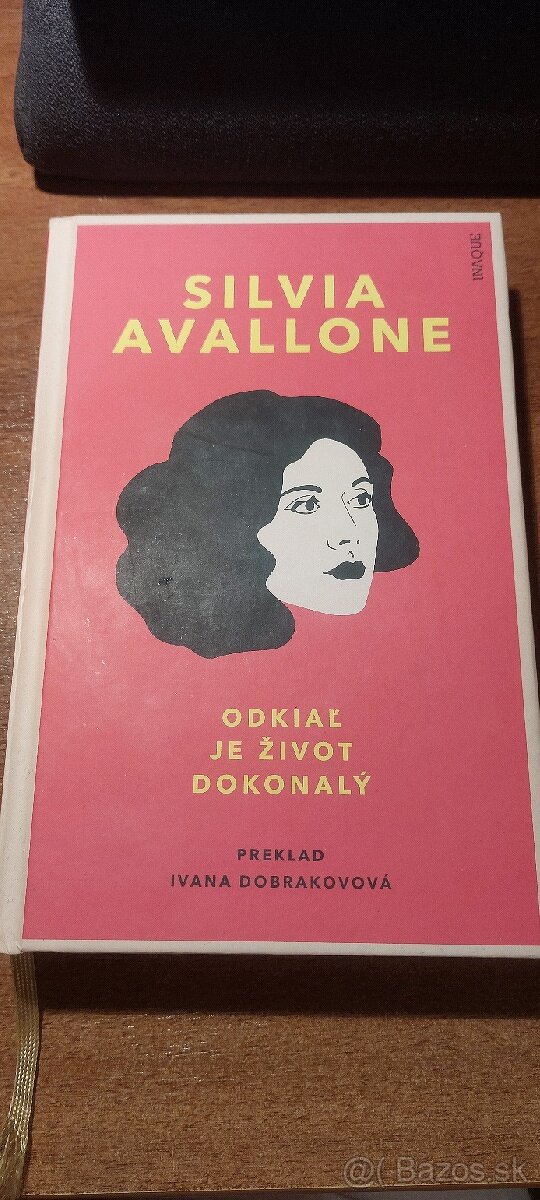 INAQUE
SILVIA
AVALLONE
ODKIAĽ
JE ŽIVOT
DOKONALÝ
PREKLAD
IVANA DOBRAKOVOVÁ
@( Bazos.sk